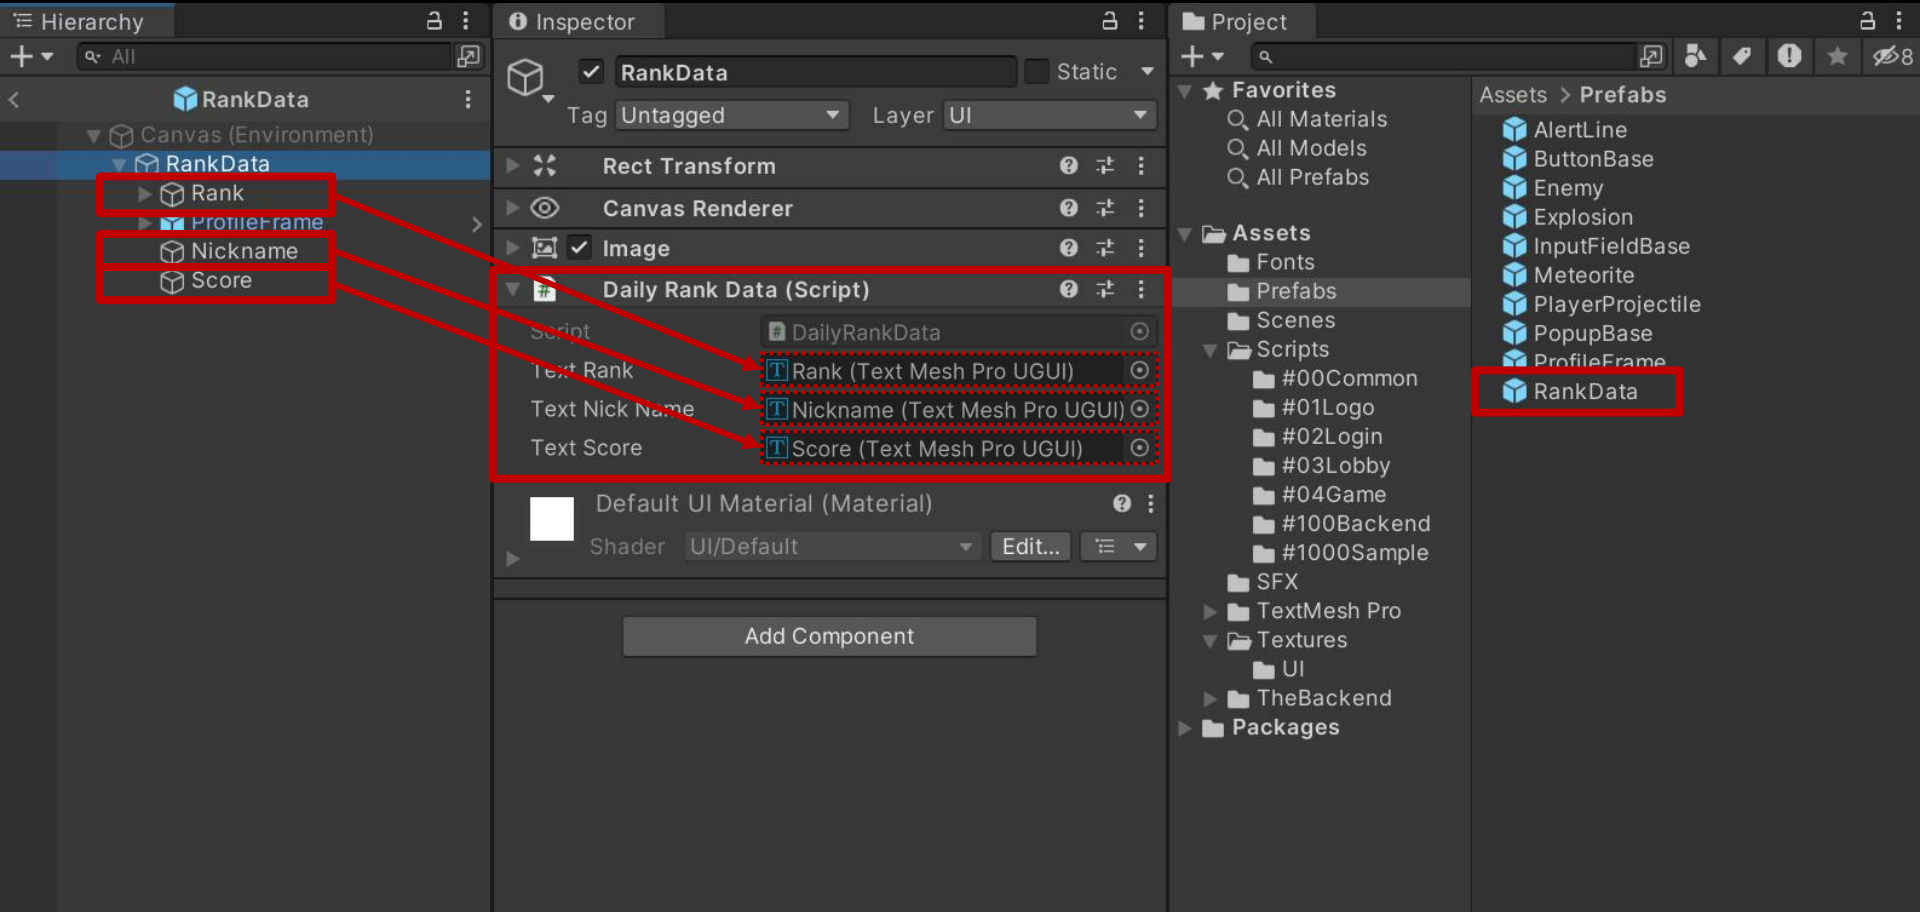 Hierarchy
All
RankData
Canvas (Environment)
RankData
Rank
ProfileFrame
Nickname
Score
Inspector
RankData
Static
Tag Untagged
Layer UI
Rect Transform
Canvas Renderer
Image
# Daily Rank Data (Script)
Script # DailyRankData
Text Rank T Rank (Text Mesh Pro UGUI)
Text Nick Name T Nickname (Text Mesh Pro UGUI)
Text Score T Score (Text Mesh Pro UGUI)
Default UI Material (Material)
Shader UI/Default Edit...
Add Component
Project
8
Favorites
All Materials
All Models
All Prefabs
Assets
Fonts
Prefabs
Scenes
Scripts
#00Common
#01Logo
#02Login
#03Lobby
#04Game
#100Backend
#1000Sample
SFX
TextMesh Pro
Textures
UI
TheBackend
Packages
Assets > Prefabs
AlertLine
ButtonBase
Enemy
Explosion
InputFieldBase
Meteorite
PlayerProjectile
PopupBase
ProfileFrame
RankData